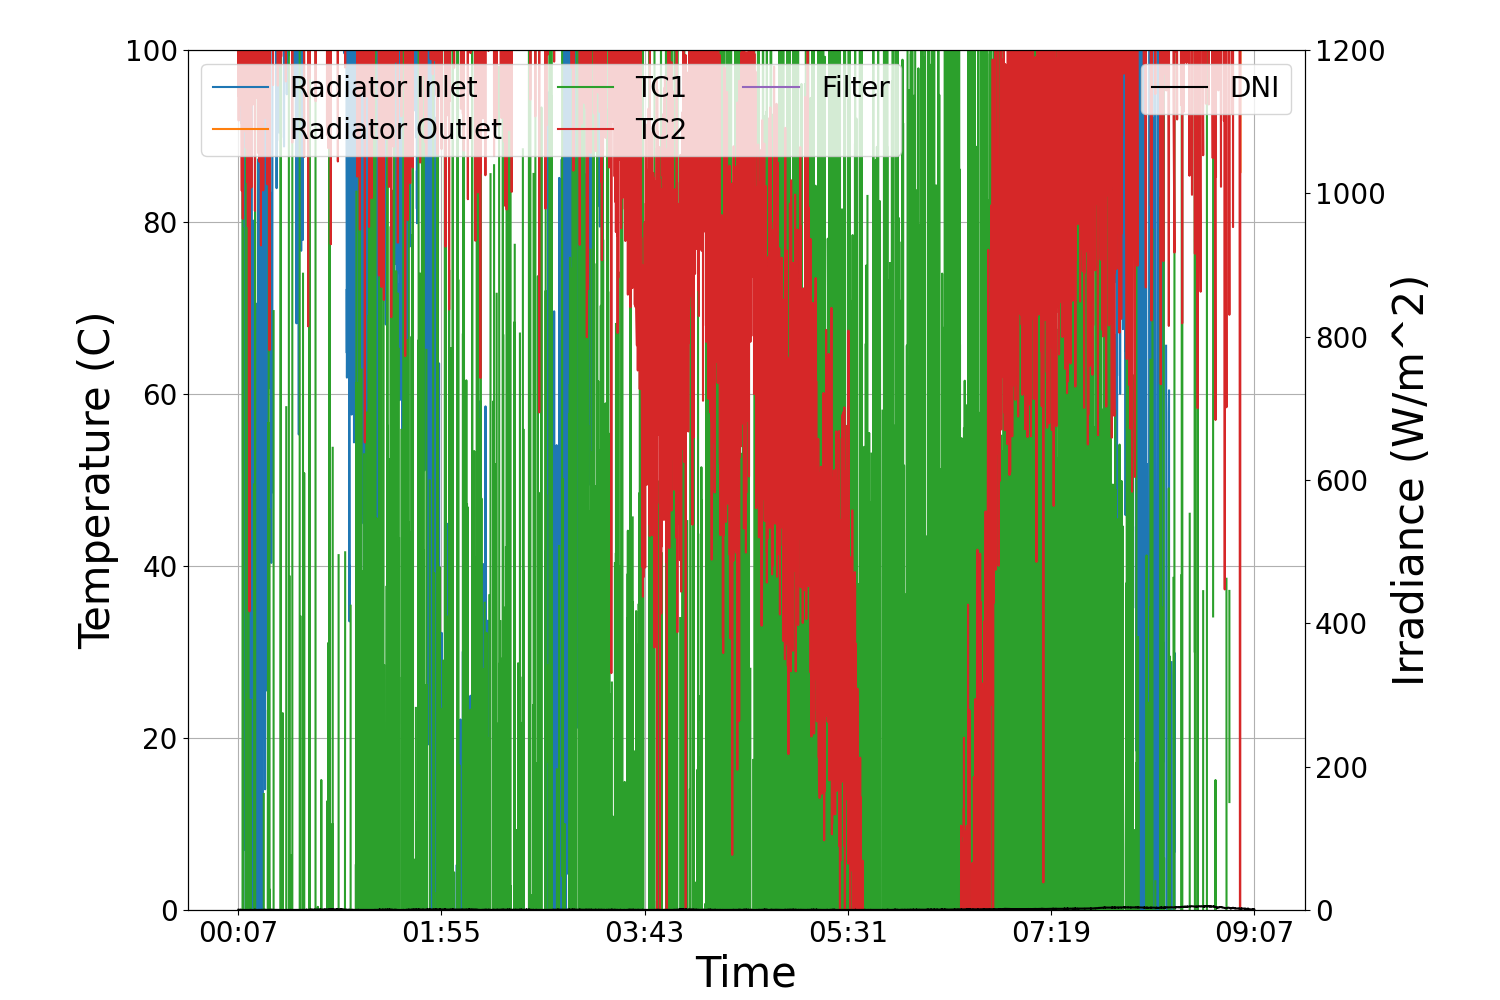 100
80
60
40
20
0
Temperature (C)
Radiator Inlet
Radiator Outlet
TC1
TC2
Filter
DNI
1200
1000
800
600
400
200
0
Irradiance (W/m^2)
00:07 01:55 03:43 05:31 07:19 09:07
Time